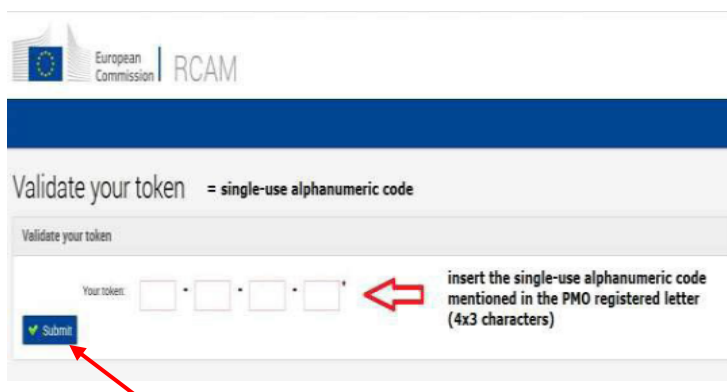 European
Commission
RCAM
Validate your token = single-use alphanumeric code
Validate your token
Your token: - - - *
insert the single-use alphanumeric code
mentioned in the PMO registered letter
(4x3 characters)
Submit